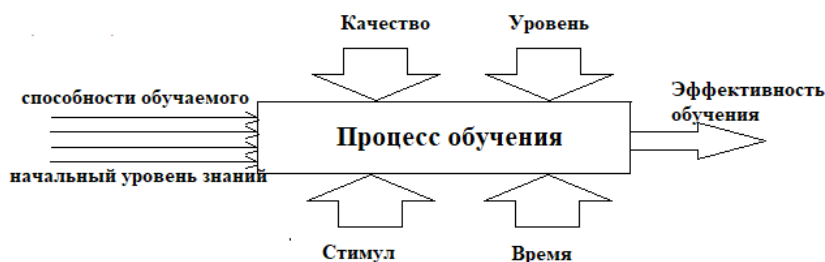 Качество
Уровень
способности обучаемого
Эффективность
обучения
Процесс обучения
начальный уровень знаний
Стимул
Время